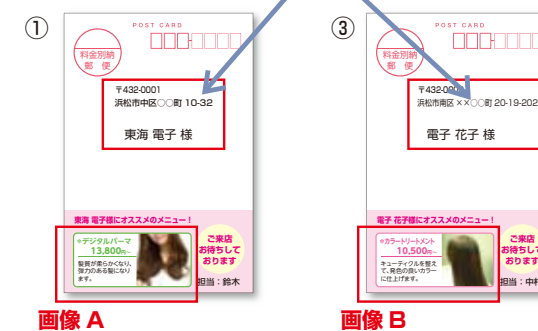 ①
POST CARD
料金別納
郵 便
〒432-0001
浜松市中区○○町 10-32
東海 電子 様
東海 電子様にオススメのメニュー！
*デジタルパーマ
13,800円~
髪質が柔らかくなり、
弾力のある髪になり
ます。
ご来店
お待ちして
おります
担当：鈴木
画像 A
③
POST CARD
料金別納
郵 便
〒432-00
浜松市南区××○○町 20-19-202
電子 花子 様
電子 花子様にオススメのメニュー！
*カラートリートメント
10,500円~
キューティクルを整え
て、発色の良いカラー
に仕上げます。
ご来店
お待ちして
おります
担当：中村
画像 B